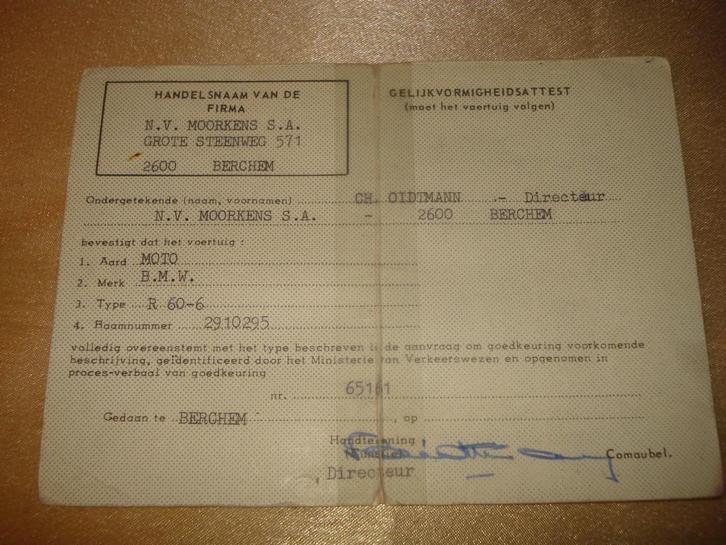 HANDELSNAAM VAN DE
FIRMA
N.V. MOORKENS S.A.
GROTE STEENWEG 571
2600 BERCHEM
GELIJKVORMIGHEIDSATTEST
(moet het voertuig volgen)
Ondergetekende (naam, voornamen) CH. OIDTMANN .- Directeur
N.V. MOORKENS S.A. - 2600 BERCHEM
bevestigt dat het voertuig :
1. Aard MOTO
2. Merk B.M.W.
3. Type R 60-6
4. Raamnummer 2910295
volledig overeenstemt met het type beschreven in de aanvraag om goedkeuring voorkomende
beschrijving, geïdentificeerd door het Ministerie van Verkeerswezen en opgenomen in
proces-verbaal van goedkeuring
nr. 65161
Gedaan te BERCHEM , op
Handtekening
Comaubel.
Directeur